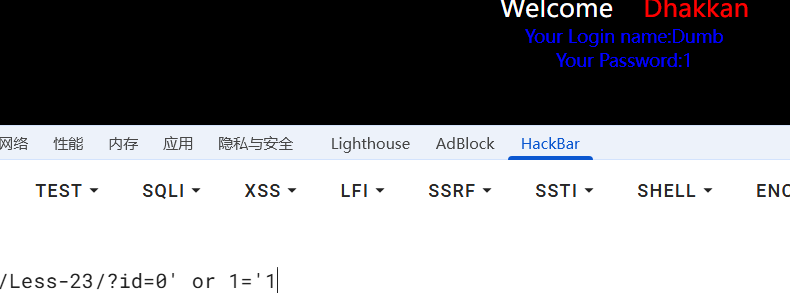 Welcome Dhakkan
Your Login name:Dumb
Your Password:1
网络 性能 内存 应用 隐私与安全 Lighthouse AdBlock HackBar
TEST SQLI XSS LFI SSRF SSTI SHELL ENC
/Less-23/?id=0' or 1='1